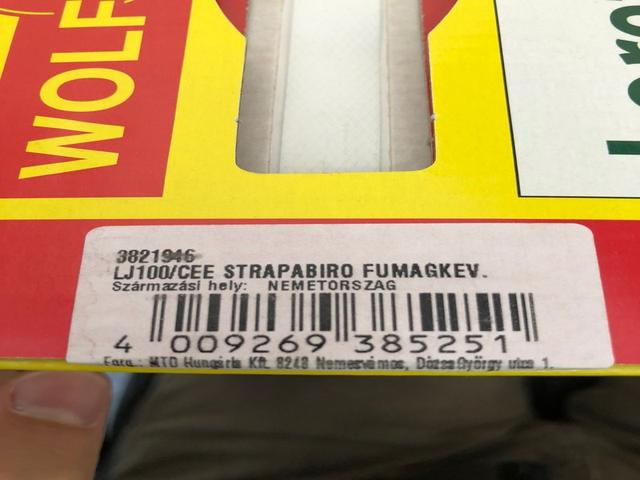 WOLF
Loro
3821946
LJ100/CEE STRAPABIRO FUMAGKEV.
Származási hely: NEMETORSZAG
4 009269 385251
Forg.: MTD Hungária Kft. 8248 Nemesvámos, Dózsa György utca 1.